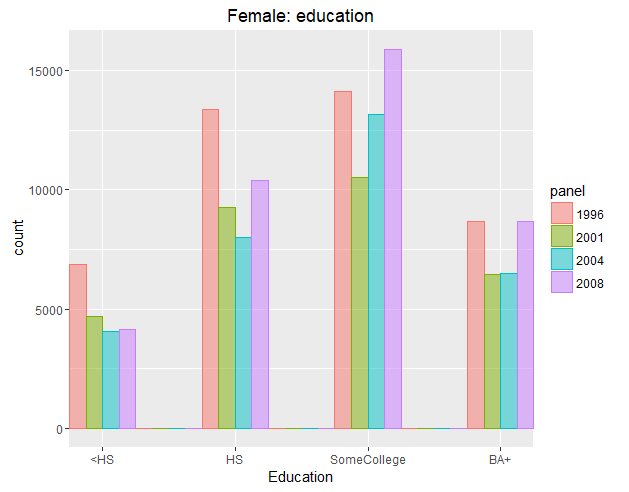 Female: education
15000
10000
5000
0
count
<HS HS SomeCollege BA+
Education
panel
1996
2001
2004
2008